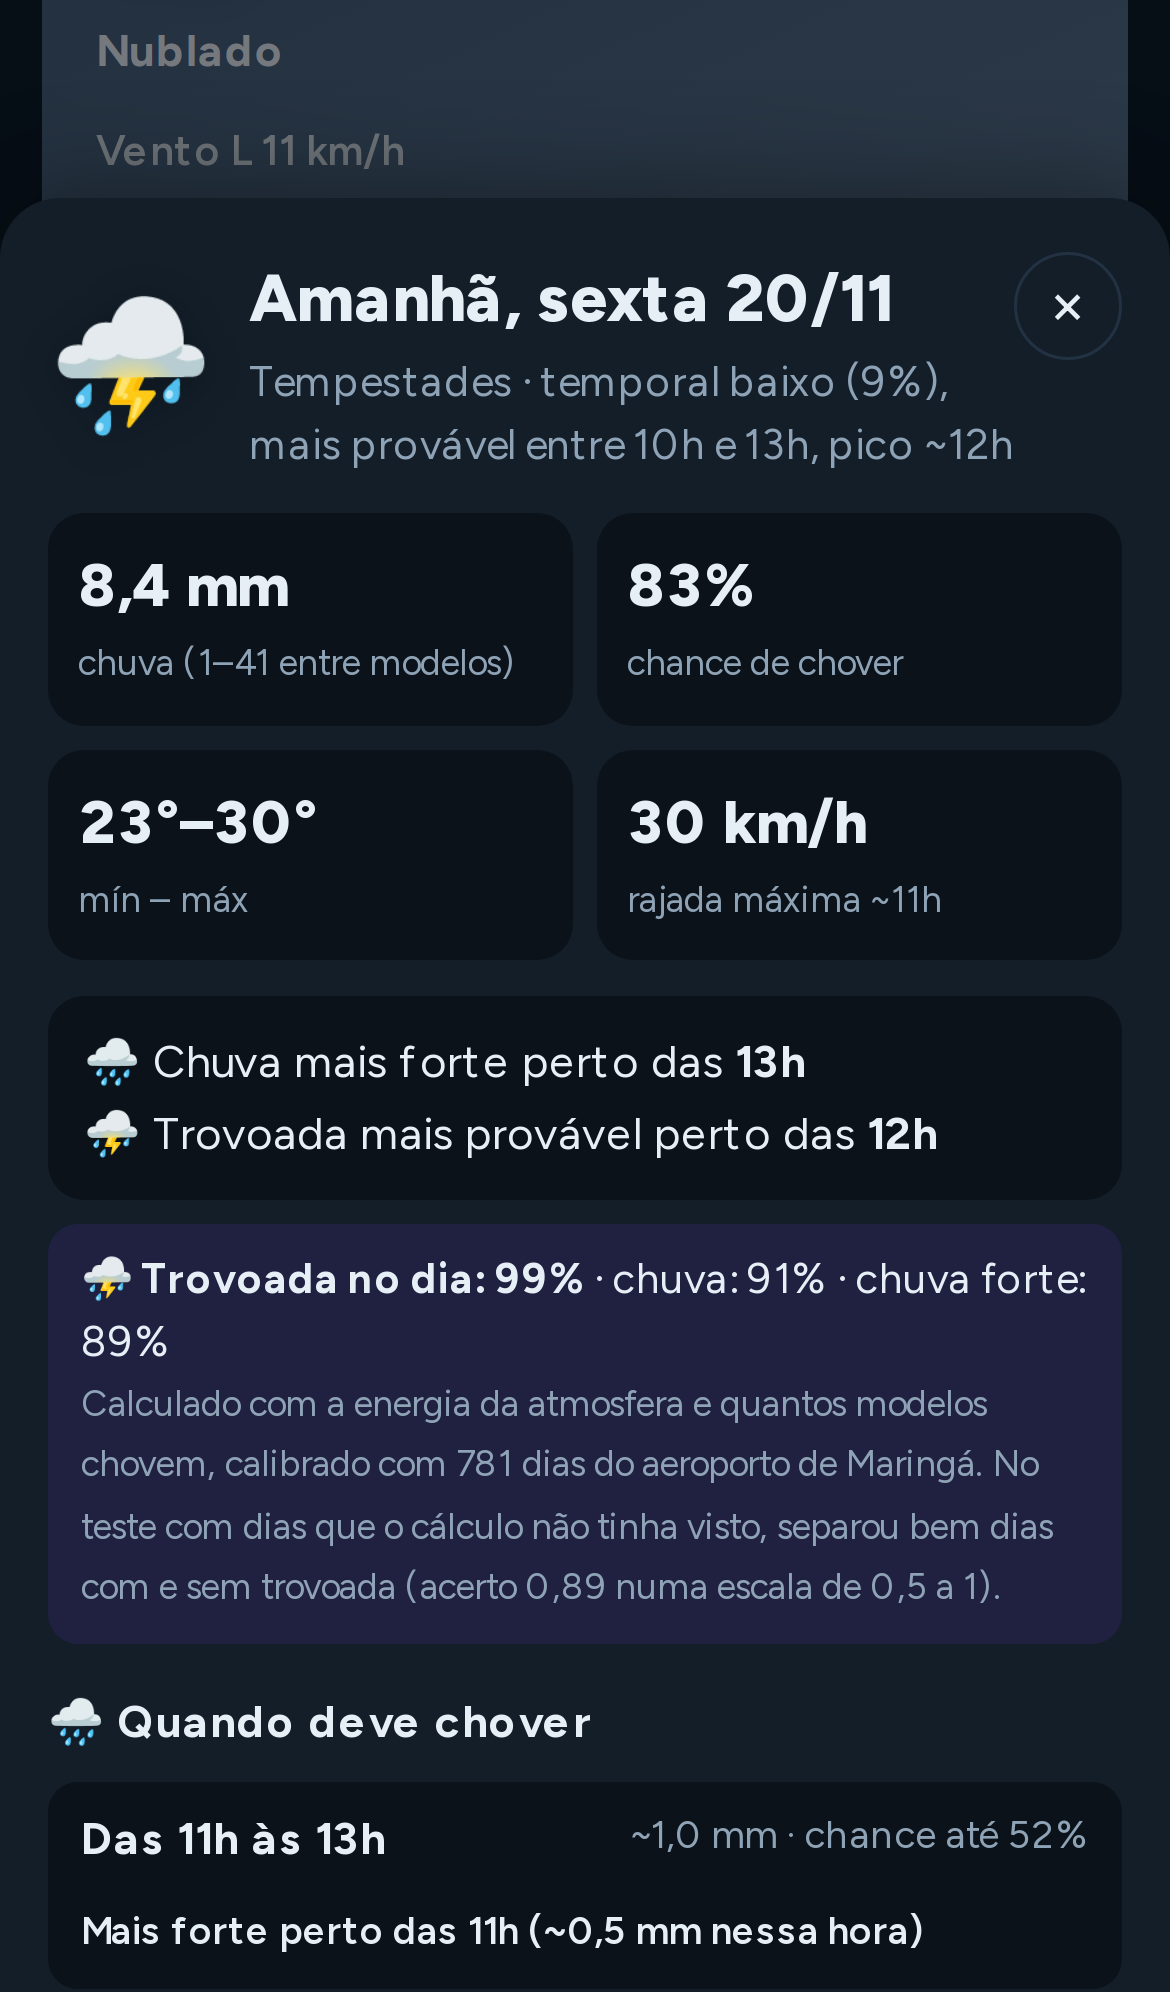 Nublado
Vento L 11 km/h
Amanhã, sexta 20/11
×
Tempestades · temporal baixo (9%),
mais provável entre 10h e 13h, pico ~12h
8,4 mm
chuva (1–41 entre modelos)
83%
chance de chover
23°–30°
mín – máx
30 km/h
rajada máxima ~11h
Chuva mais forte perto das 13h
Trovoada mais provável perto das 12h
Trovoada no dia: 99% · chuva: 91% · chuva forte:
89%
Calculado com a energia da atmosfera e quantos modelos
chovem, calibrado com 781 dias do aeroporto de Maringá. No
teste com dias que o cálculo não tinha visto, separou bem dias
com e sem trovoada (acerto 0,89 numa escala de 0,5 a 1).
Quando deve chover
Das 11h às 13h
~1,0 mm · chance até 52%
Mais forte perto das 11h (~0,5 mm nessa hora)